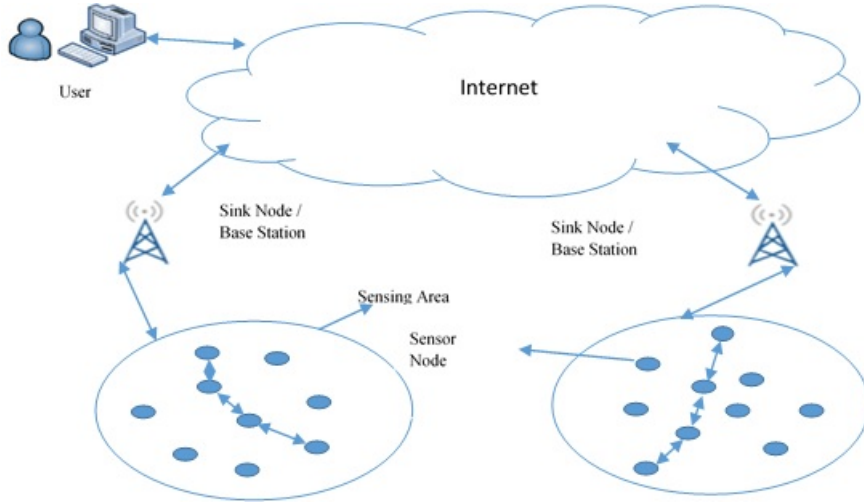 Internet
User
Sink Node /
Base Station
Sink Node /
Base Station
Sensing Area
Sensor
Node